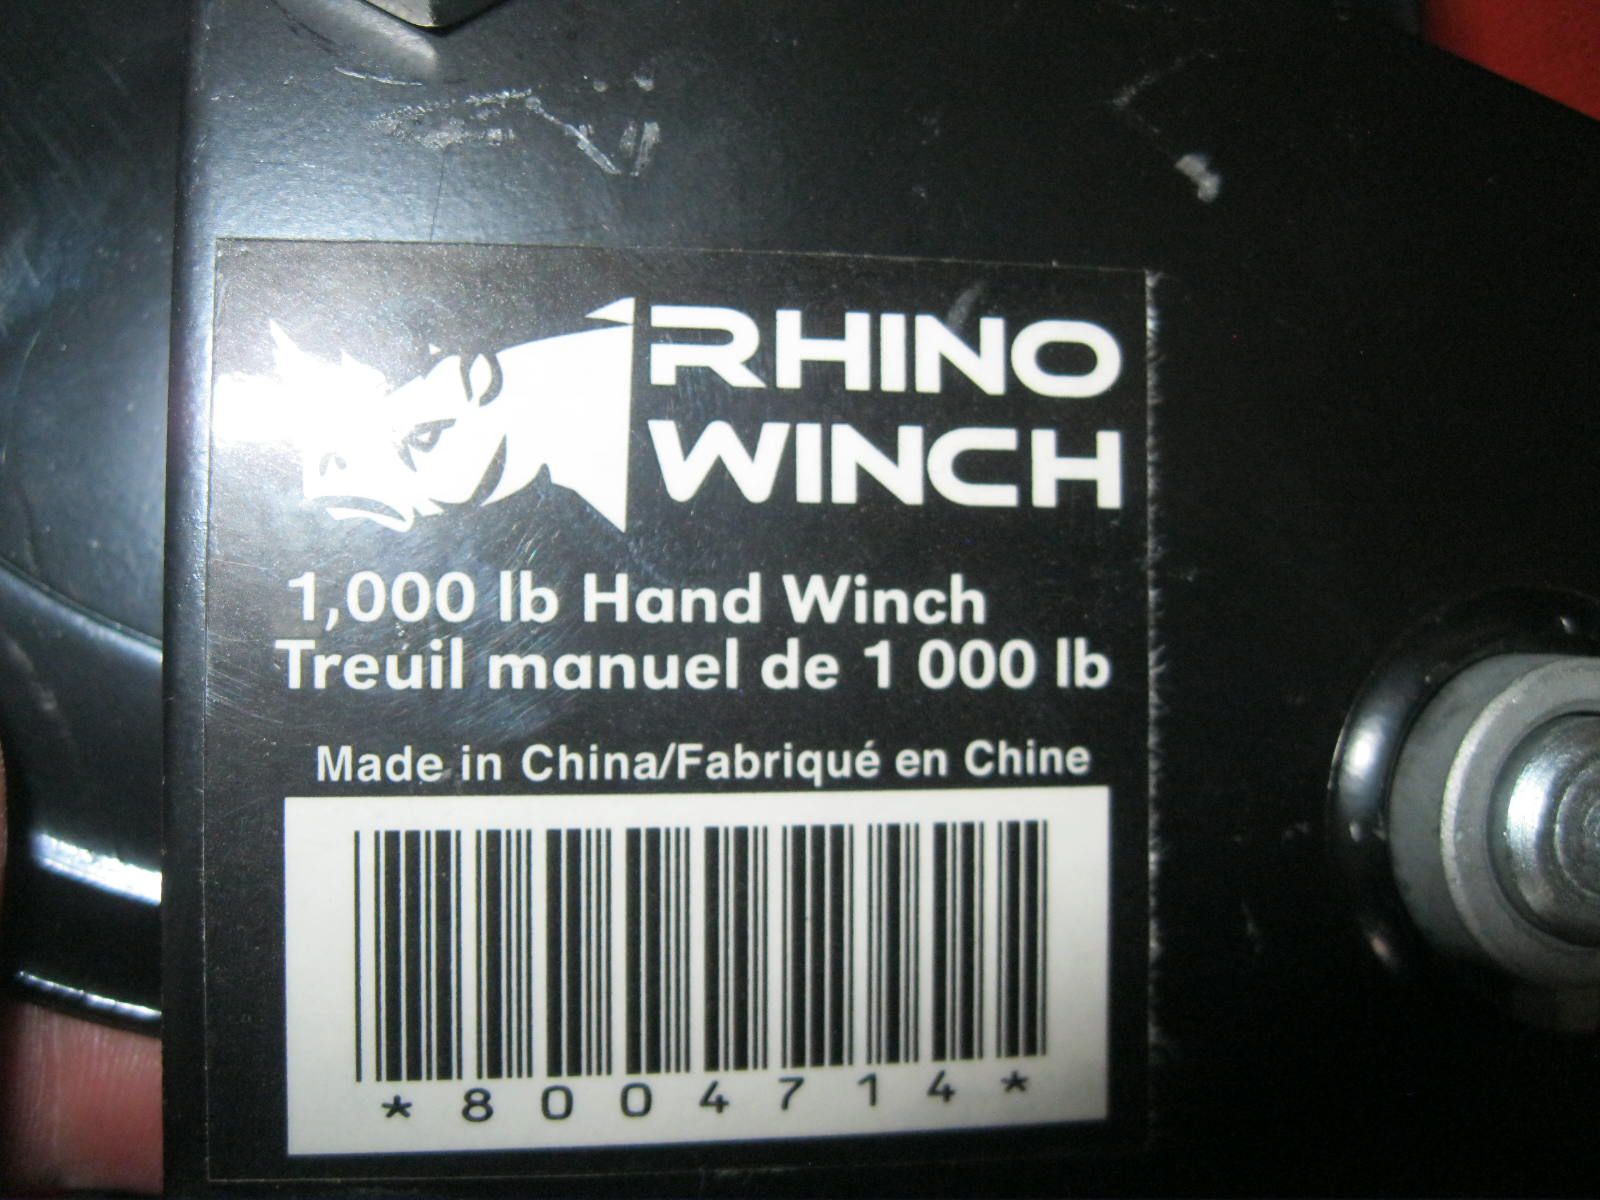 RHINO
WINCH
1,000 lb Hand Winch
Treuil manuel de 1 000 lb
Made in China/Fabriqué en Chine
*8004714*